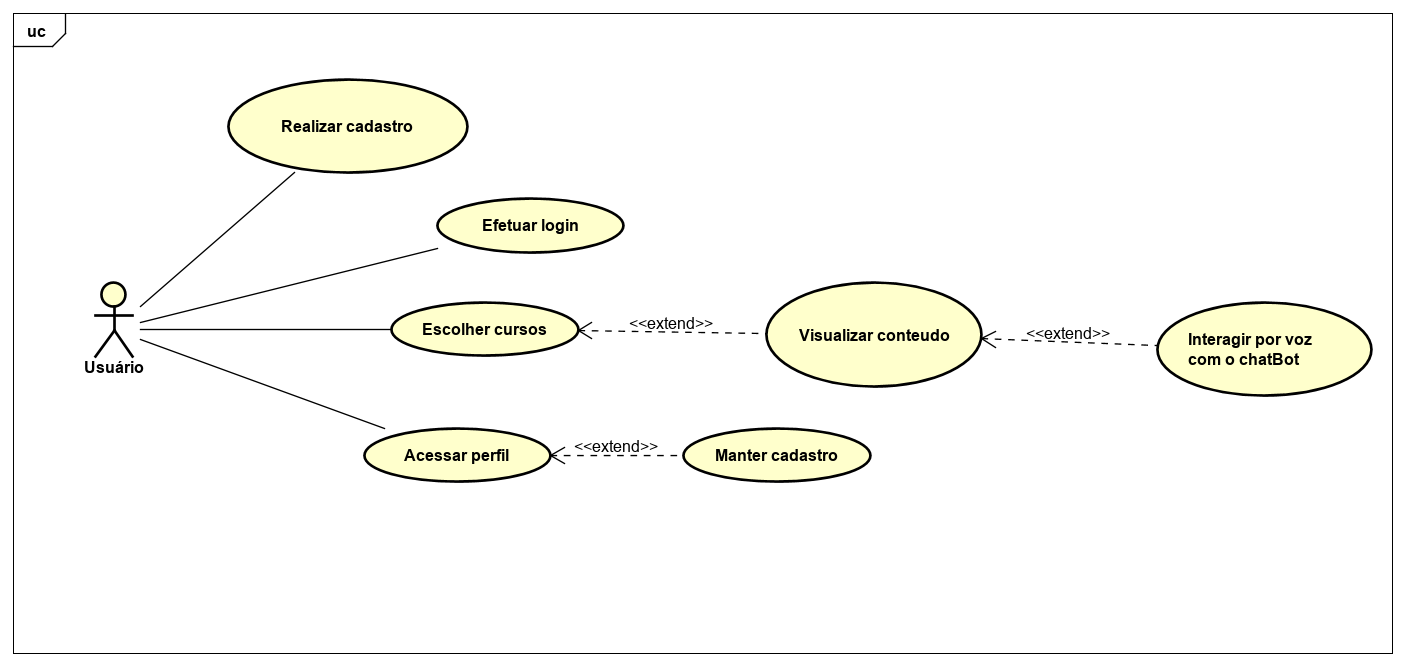 uc
Realizar cadastro
Efetuar login
Usuário
Escolher cursos
<<extend>>
Visualizar conteudo
<<extend>>
Interagir por voz
com o chatBot
Acessar perfil
<<extend>>
Manter cadastro